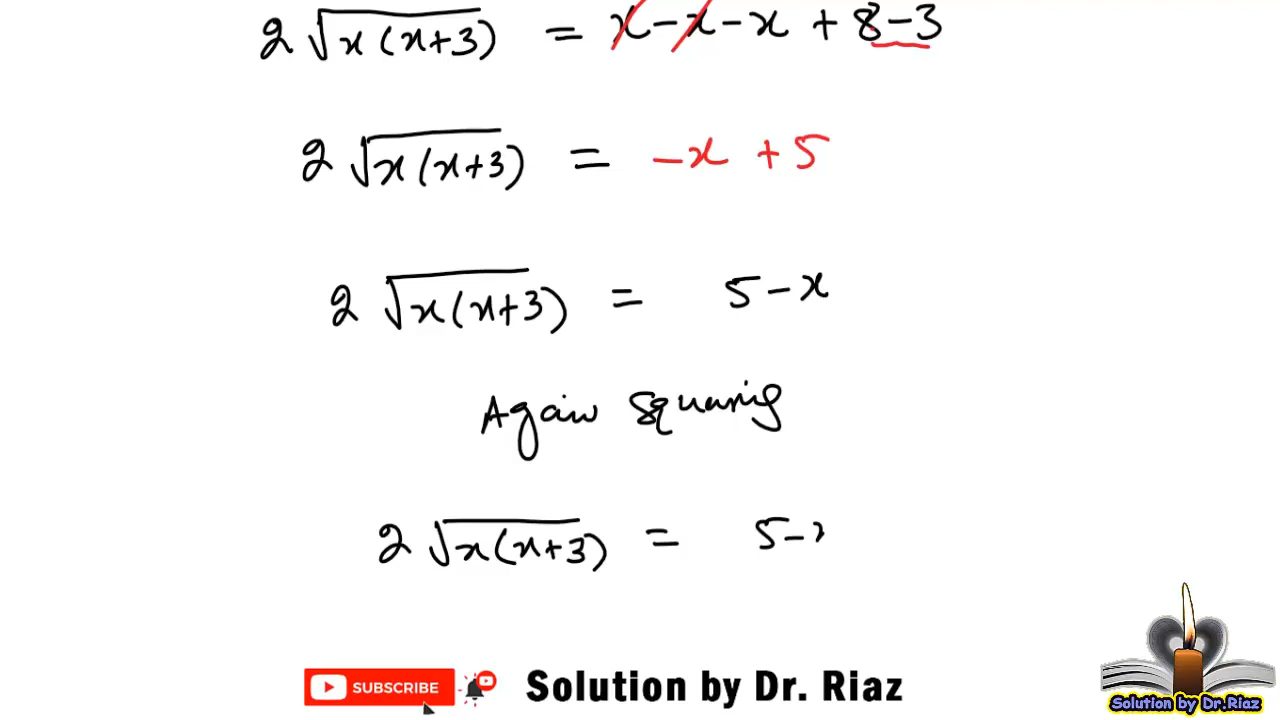 2 √x(x+3) = x - x - x + 8 - 3
2 √x(x+3) = -x + 5
2 √x(x+3) = 5 - x
Again Squaring
2 √x(x+3) = 5 -
SUBSCRIBE
Solution by Dr. Riaz
Solution by Dr.Riaz